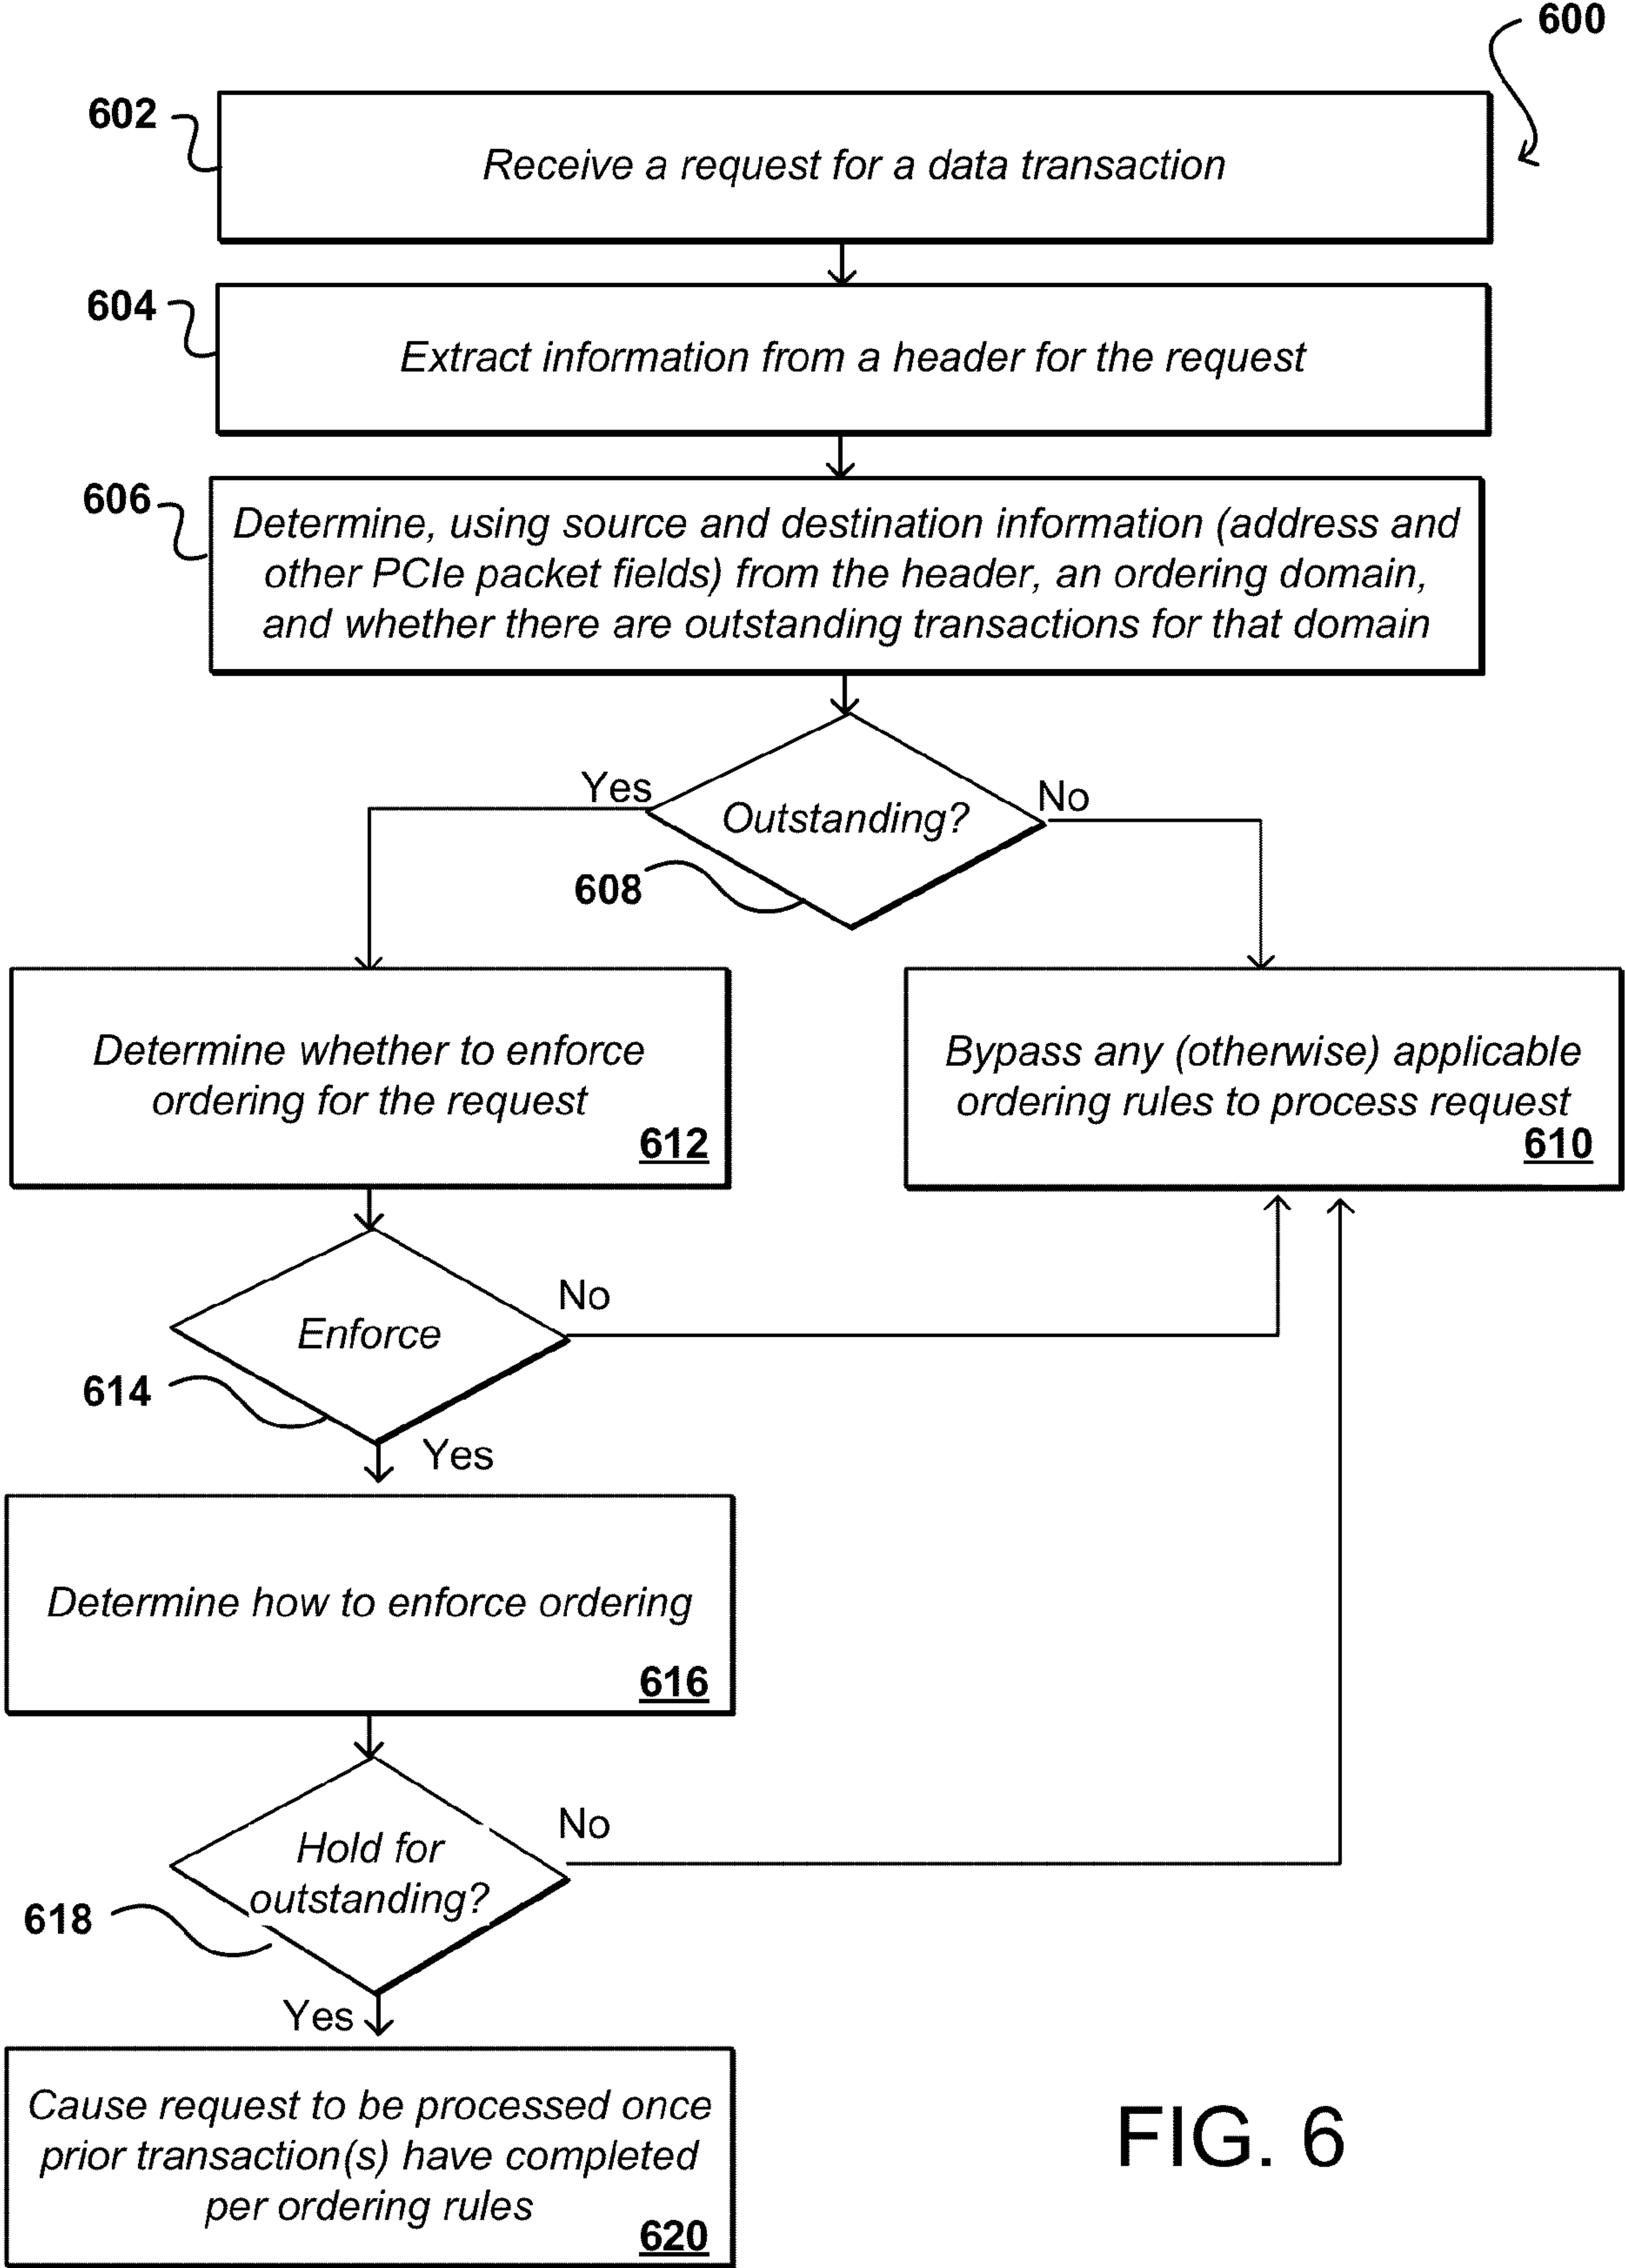 600
602
Receive a request for a data transaction
604
Extract information from a header for the request
606
Determine, using source and destination information (address and
other PCIe packet fields) from the header, an ordering domain,
and whether there are outstanding transactions for that domain
Yes
No
Outstanding?
608
Determine whether to enforce
ordering for the request
612
Bypass any (otherwise) applicable
ordering rules to process request
610
No
Enforce
614
Yes
Determine how to enforce ordering
616
No
Hold for
outstanding?
618
Yes
Cause request to be processed once
prior transaction(s) have completed
per ordering rules
620
FIG. 6